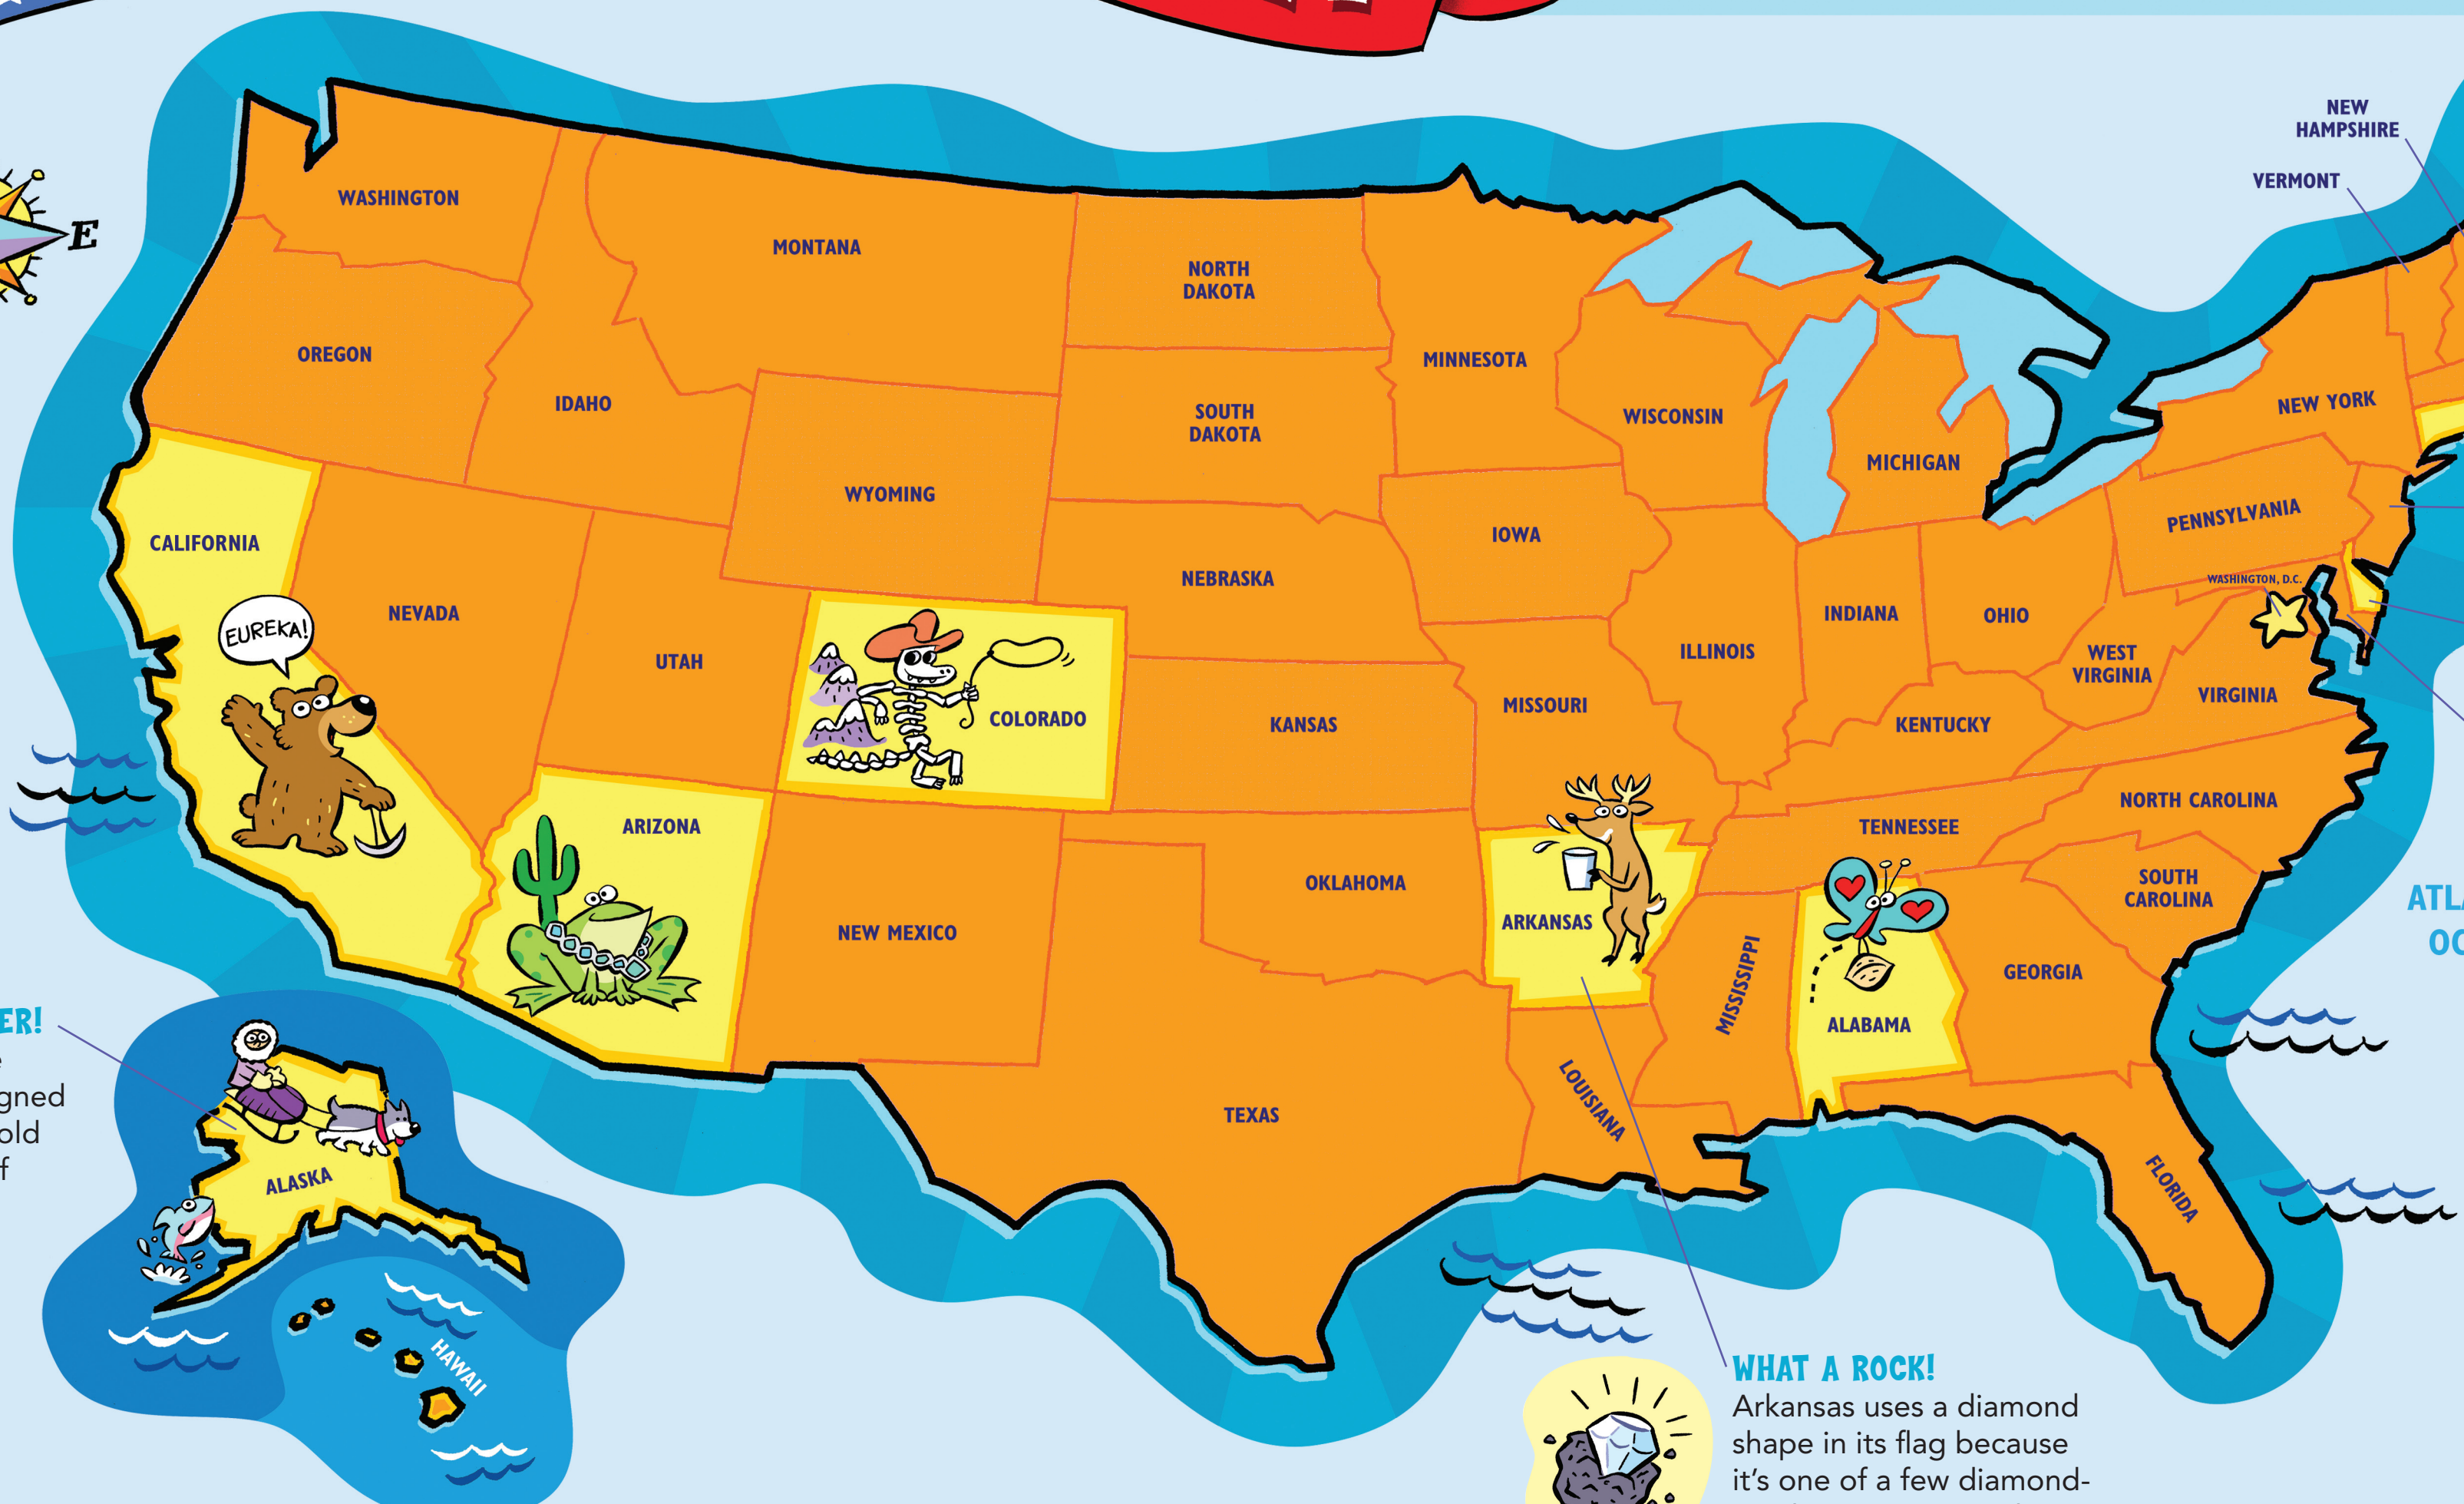 NEW
HAMPSHIRE
VERMONT
E
WASHINGTON
MONTANA
NORTH
DAKOTA
OREGON
IDAHO
MINNESOTA
SOUTH
DAKOTA
WISCONSIN
NEW YORK
MICHIGAN
WYOMING
PENNSYLVANIA
IOWA
CALIFORNIA
NEBRASKA
WASHINGTON, D.C.
NEVADA
INDIANA
OHIO
EUREKA!
UTAH
ILLINOIS
WEST
VIRGINIA
VIRGINIA
COLORADO
KANSAS
MISSOURI
KENTUCKY
NORTH CAROLINA
ARIZONA
TENNESSEE
OKLAHOMA
SOUTH
CAROLINA
ARKANSAS
NEW MEXICO
MISSISSIPPI
GEORGIA
ALABAMA
LOUISIANA
TEXAS
FLORIDA
ER!
gned
old
f
ALASKA
HAWAII
WHAT A ROCK!
Arkansas uses a diamond
shape in its flag because
it's one of a few diamond-